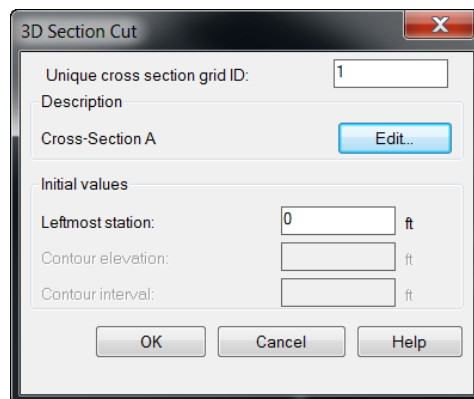 3D Section Cut
X
Unique cross section grid ID: 1
Description
Cross-Section A Edit...
Initial values
Leftmost station: 0 ft
Contour elevation: ft
Contour interval: ft
OK Cancel Help